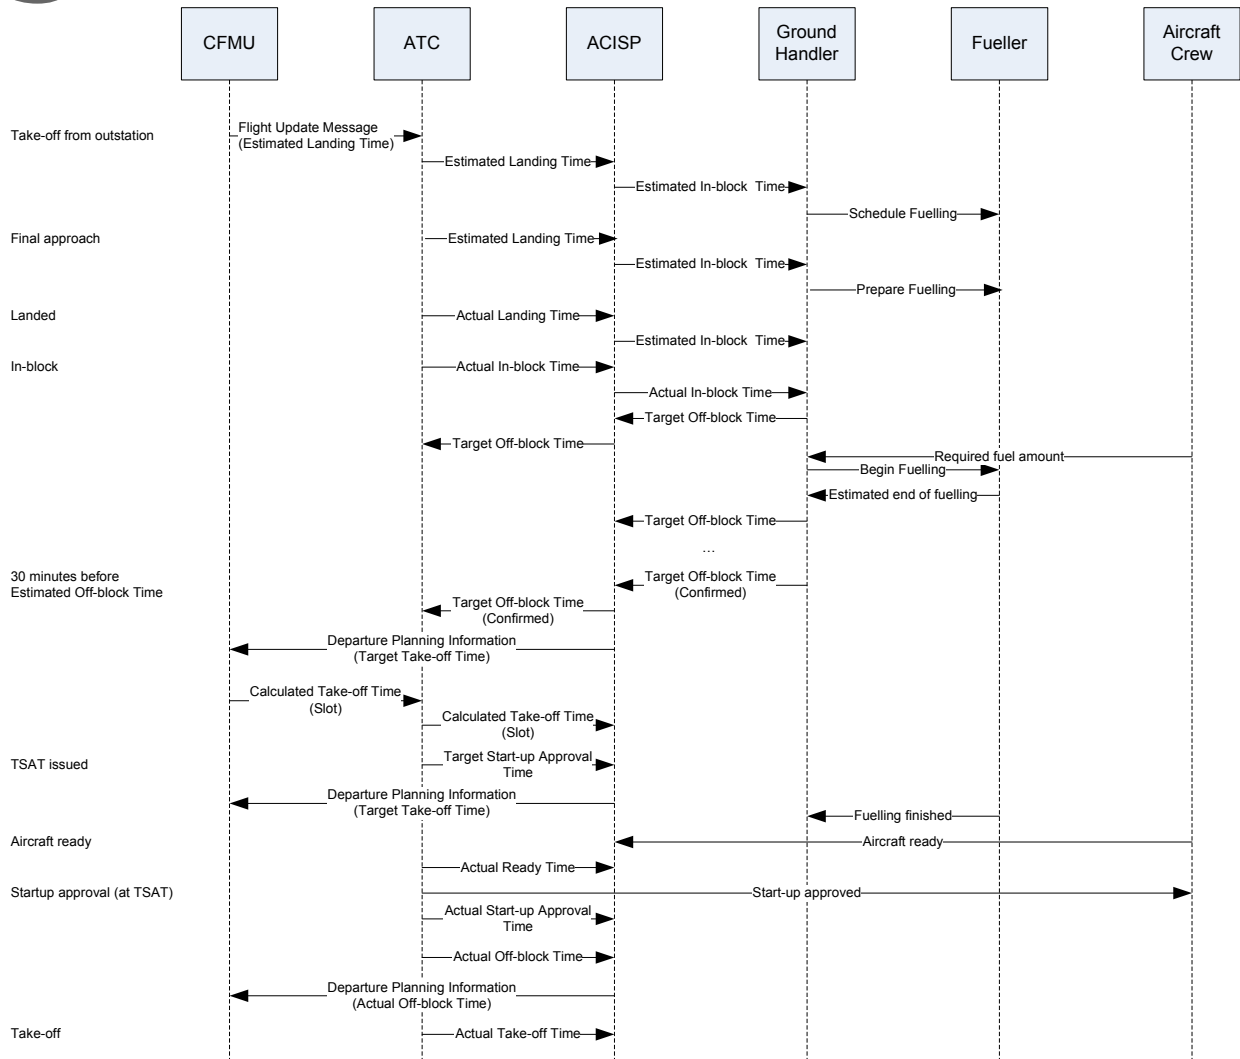 CFMU
ATC
ACISP
Ground
Handler
Fueller
Aircraft
Crew
Take-off from outstation
Flight Update Message
(Estimated Landing Time)
Estimated Landing Time
Estimated In-block Time
Schedule Fuelling
Final approach
Estimated Landing Time
Estimated In-block Time
Prepare Fuelling
Landed
Actual Landing Time
Estimated In-block Time
In-block
Actual In-block Time
Actual In-block Time
Target Off-block Time
Target Off-block Time
Required fuel amount
Begin Fuelling
Estimated end of fuelling
Target Off-block Time
...
30 minutes before
Estimated Off-block Time
Target Off-block Time
(Confirmed)
Target Off-block Time
(Confirmed)
Departure Planning Information
(Target Take-off Time)
Calculated Take-off Time
(Slot)
Calculated Take-off Time
(Slot)
TSAT issued
Target Start-up Approval
Time
Departure Planning Information
(Target Take-off Time)
Fuelling finished
Aircraft ready
Aircraft ready
Actual Ready Time
Startup approval (at TSAT)
Start-up approved
Actual Start-up Approval
Time
Actual Off-block Time
Departure Planning Information
(Actual Off-block Time)
Take-off
Actual Take-off Time